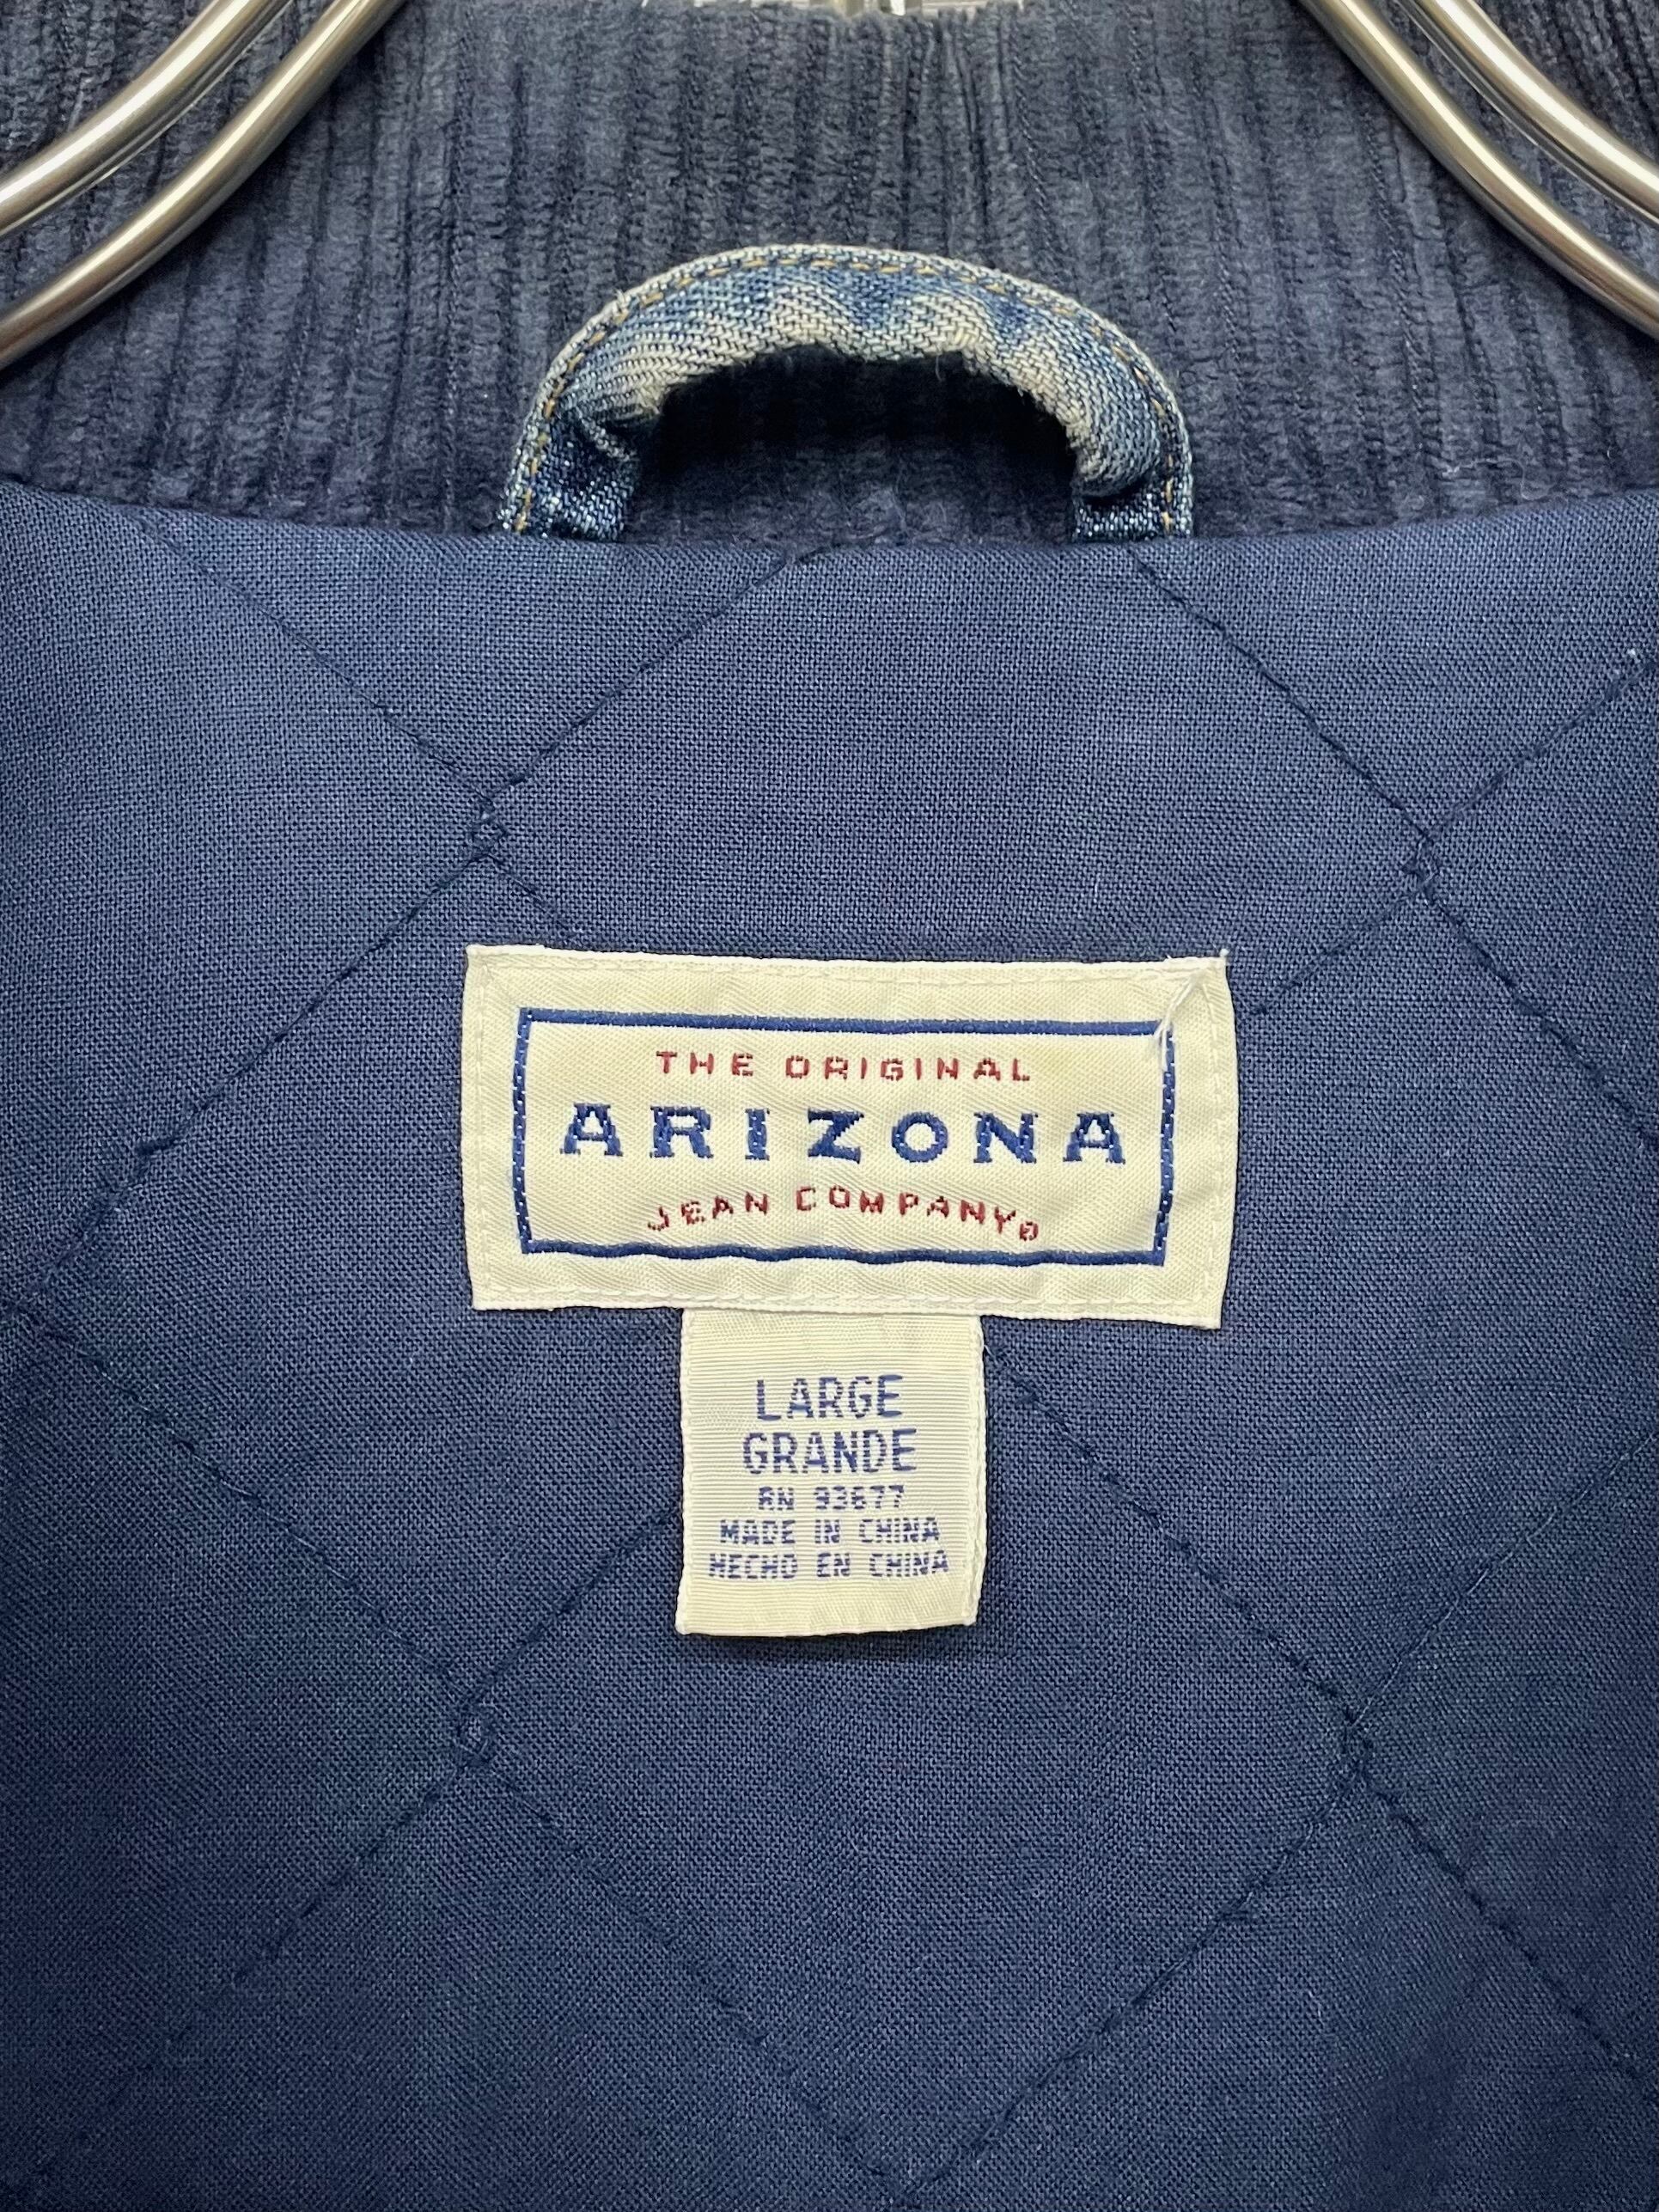 THE ORIGINAL
ARIZONA
JEAN COMPANY®
LARGE
GRANDE
RN 93677
MADE IN CHINA
HECHO EN CHINA